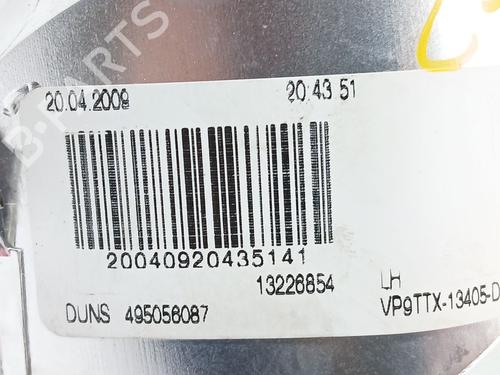 20.04.2009 20:43 51
20040920435141
13226854
LH
DUNS 495056087
VP9TTX-13405-D
B-PARTS